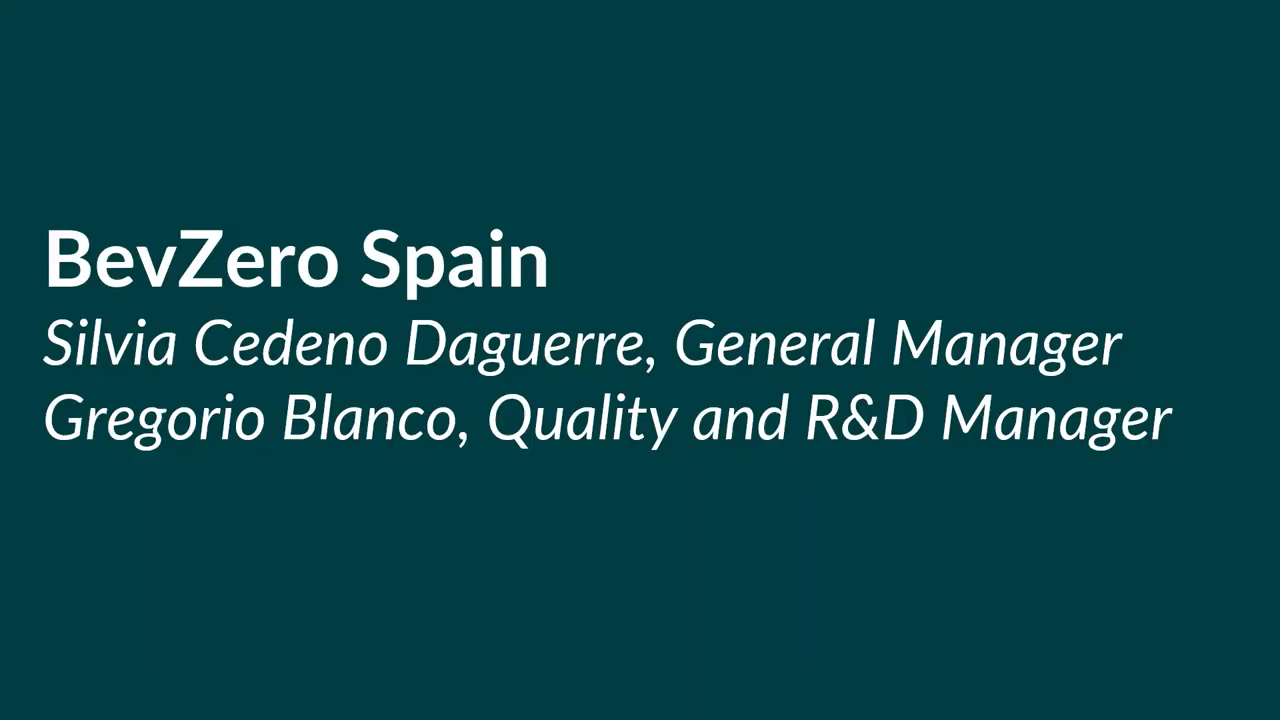 BevZero Spain
Silvia Cedeno Daguerre, General Manager
Gregorio Blanco, Quality and R&D Manager